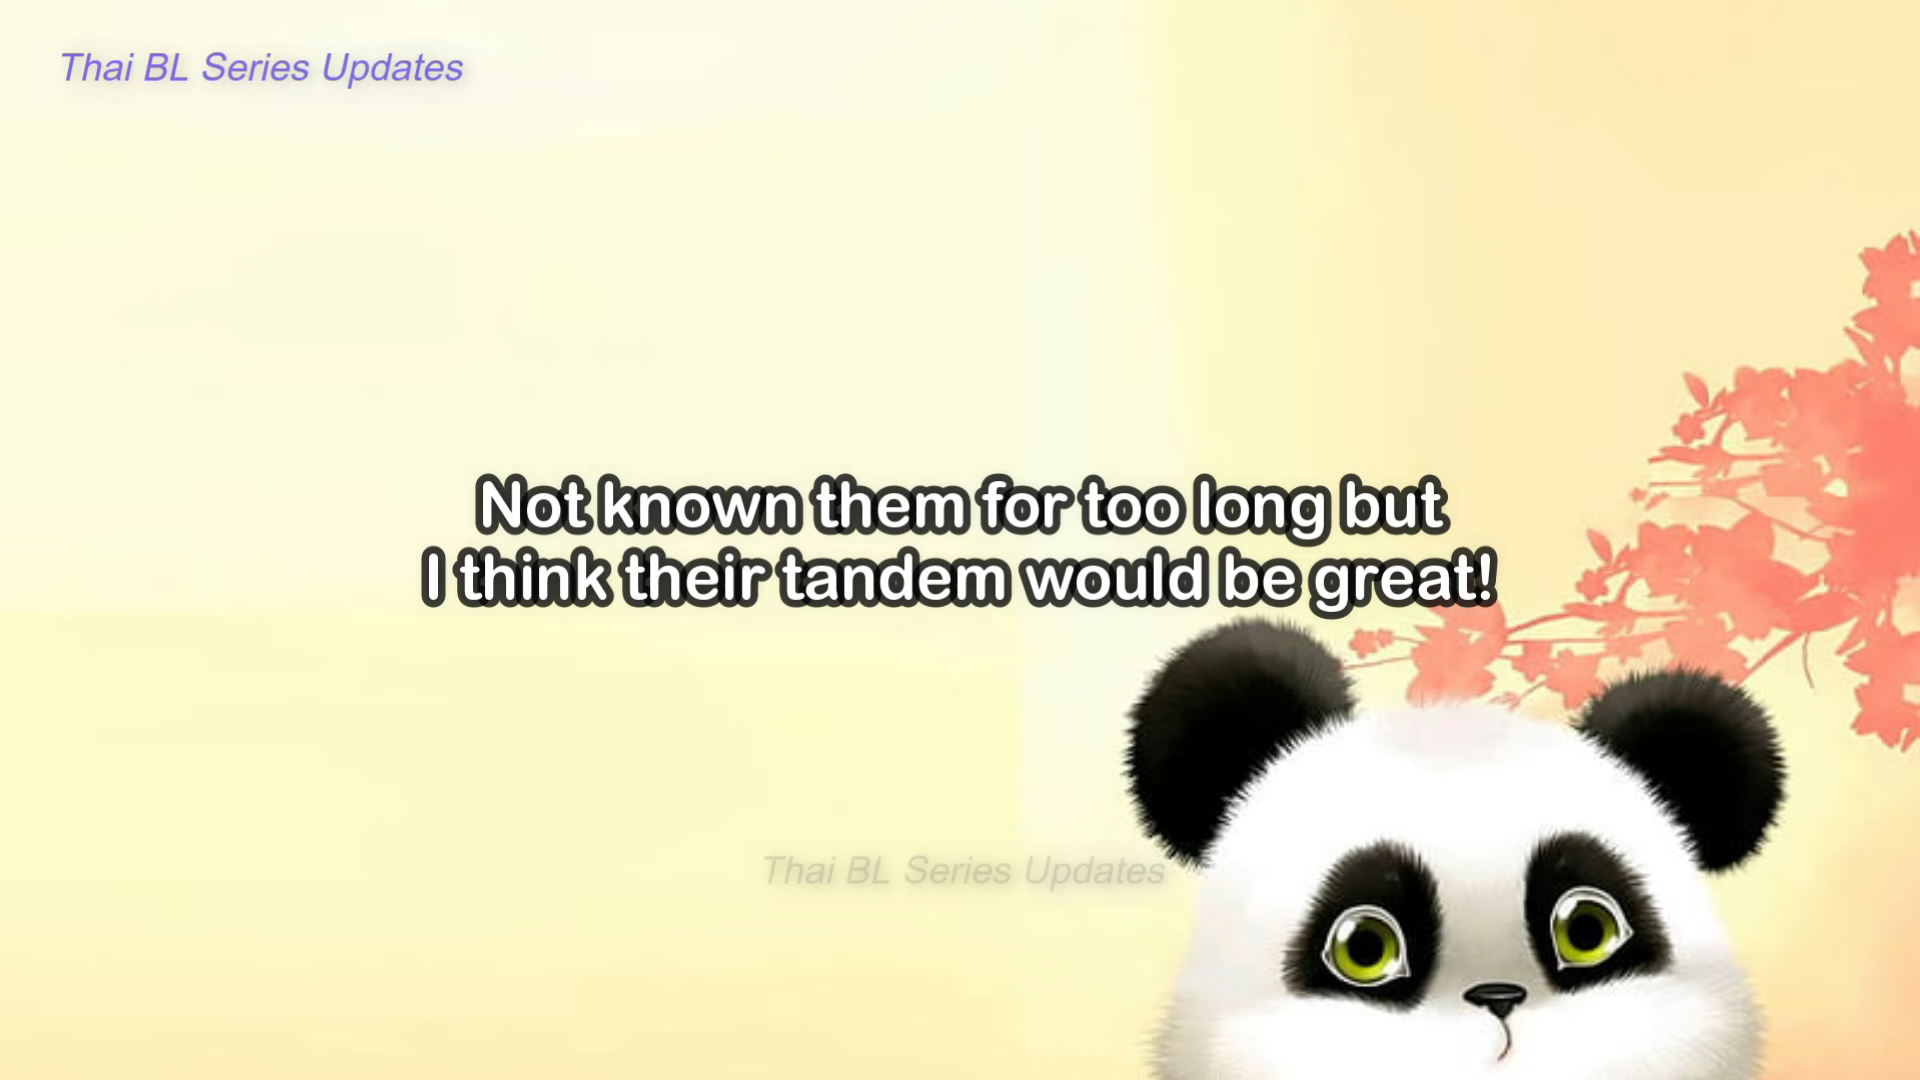 Thai BL Series Updates
Not known them for too long but
I think their tandem would be great!
Thai BL Series Updates